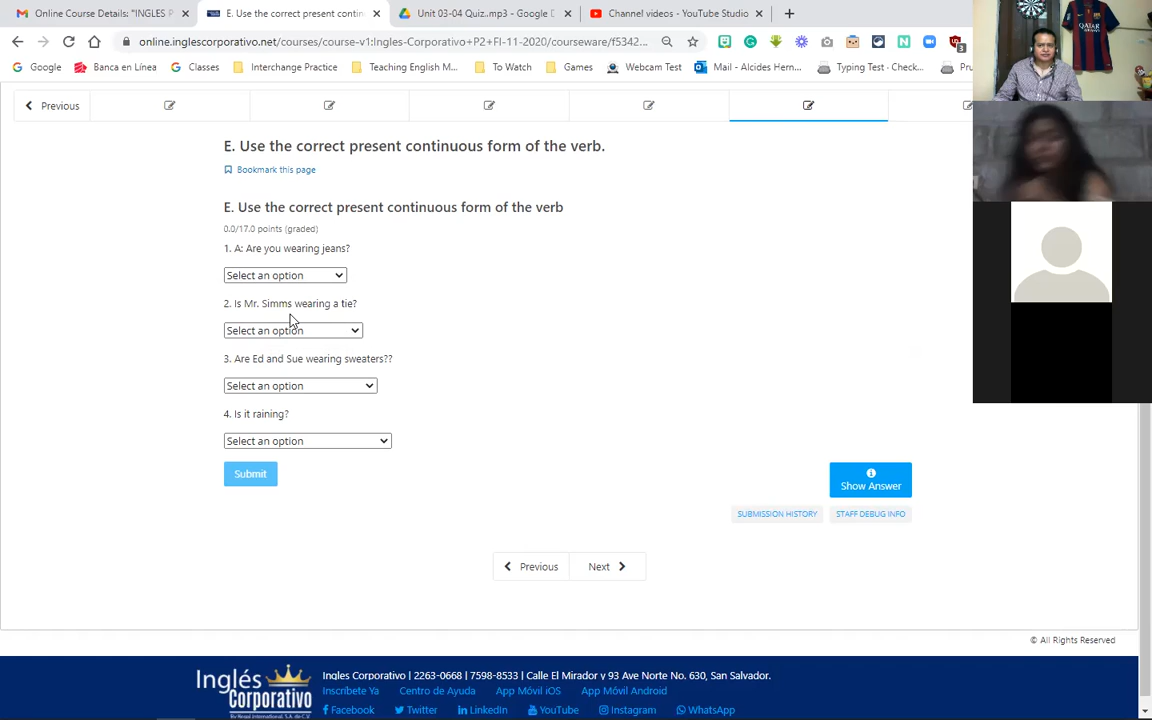 Online Course Details: "INGLES P
E. Use the correct present contin
Unit 03-04 Quiz..mp3 - Google D
Channel videos - YouTube Studio
online.inglescorporativo.net/courses/course-v1:Ingles-Corporativo+P2+FI-11-2020/courseware/f5342...
3
Google
Banca en Línea
Classes
Interchange Practice
Teaching English M...
To Watch
Games
Webcam Test
Mail - Alcides Hern...
Typing Test - Check...
Pru
Previous
E. Use the correct present continuous form of the verb.
Bookmark this page
E. Use the correct present continuous form of the verb
0.0/17.0 points (graded)
1. A: Are you wearing jeans?
Select an option
2. Is Mr. Simms wearing a tie?
Select an option
3. Are Ed and Sue wearing sweaters??
Select an option
4. Is it raining?
Select an option
Submit
Show Answer
SUBMISSION HISTORY
STAFF DEBUG INFO
Previous
Next
© All Rights Reserved
Inglés Corporativo
Ingles Corporativo | 2263-0668 | 7598-8533 | Calle El Mirador y 93 Ave Norte No. 630, San Salvador.
Inscríbete Ya
Centro de Ayuda
App Móvil iOS
App Móvil Android
Facebook
Twitter
LinkedIn
YouTube
Instagram
WhatsApp